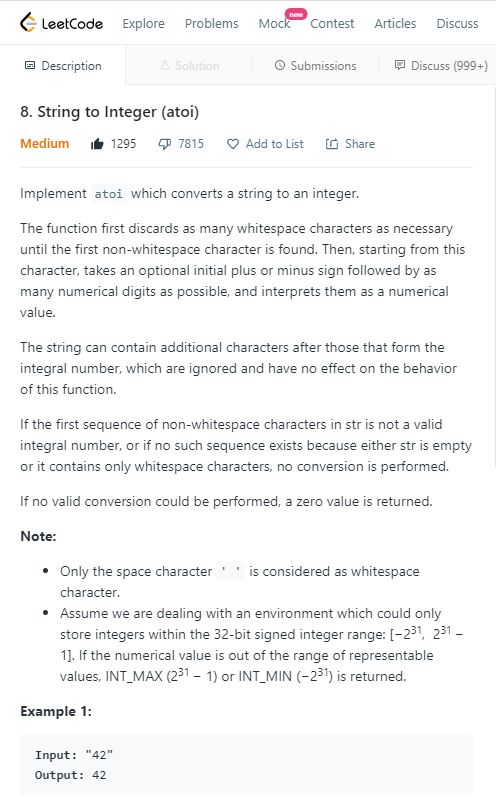 LeetCode Explore Problems Mock new Contest Articles Discuss
Description Solution Submissions Discuss (999+)
8. String to Integer (atoi)
Medium 1295 7815 Add to List Share
Implement atoi which converts a string to an integer.
The function first discards as many whitespace characters as necessary
until the first non-whitespace character is found. Then, starting from this
character, takes an optional initial plus or minus sign followed by as
many numerical digits as possible, and interprets them as a numerical
value.
The string can contain additional characters after those that form the
integral number, which are ignored and have no effect on the behavior
of this function.
If the first sequence of non-whitespace characters in str is not a valid
integral number, or if no such sequence exists because either str is empty
or it contains only whitespace characters, no conversion is performed.
If no valid conversion could be performed, a zero value is returned.
Note:
• Only the space character ' ' is considered as whitespace
character.
• Assume we are dealing with an environment which could only
store integers within the 32-bit signed integer range: [−2³¹, 2³¹ −
1]. If the numerical value is out of the range of representable
values, INT_MAX (2³¹ − 1) or INT_MIN (−2³¹) is returned.
Example 1:
Input: "42"
Output: 42